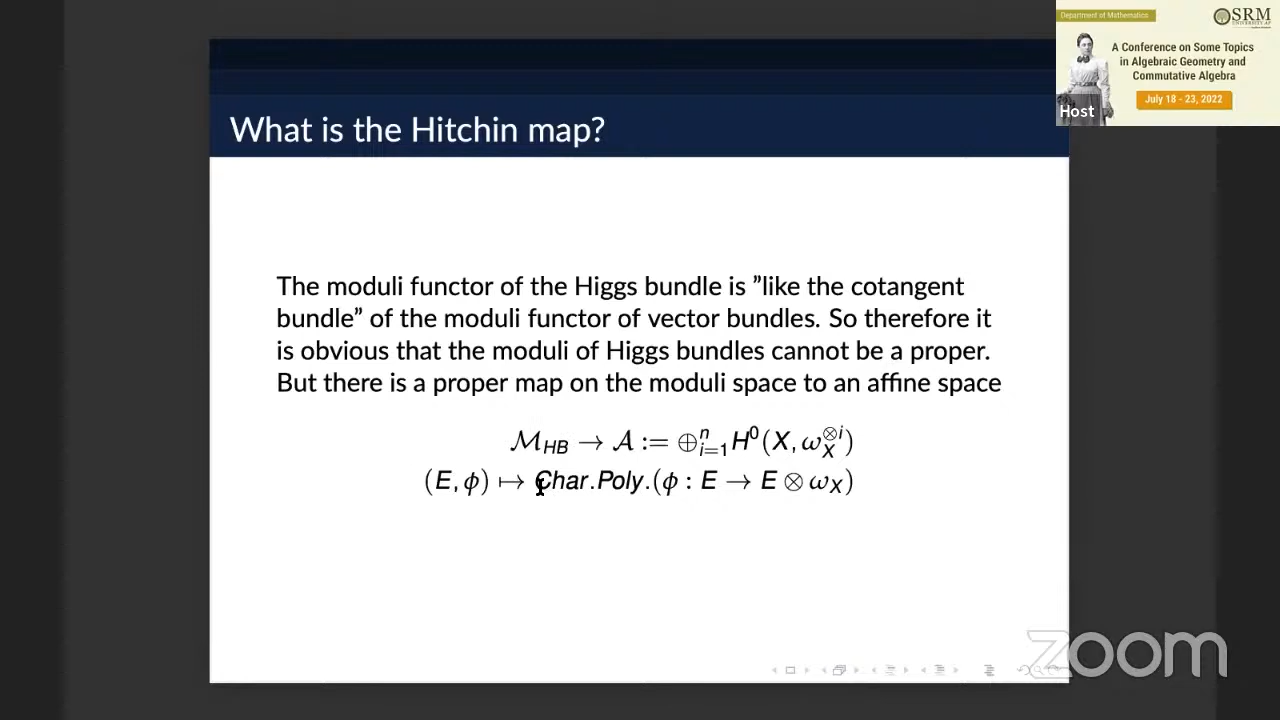 Department of Mathematics
SRM
UNIVERSITY AP
A Conference on Some Topics
in Algebraic Geometry and
Commutative Algebra
July 18 - 23, 2022
Host
What is the Hitchin map?
The moduli functor of the Higgs bundle is ”like the cotangent
bundle” of the moduli functor of vector bundles. So therefore it
is obvious that the moduli of Higgs bundles cannot be a proper.
But there is a proper map on the moduli space to an affine space
ℳ_HB → 𝒜 := ⊕_{i=1}^n H^0(X, ω_X^{⊗i})
(E, ϕ) ↦ Char.Poly.(ϕ : E → E ⊗ ω_X)
zoom